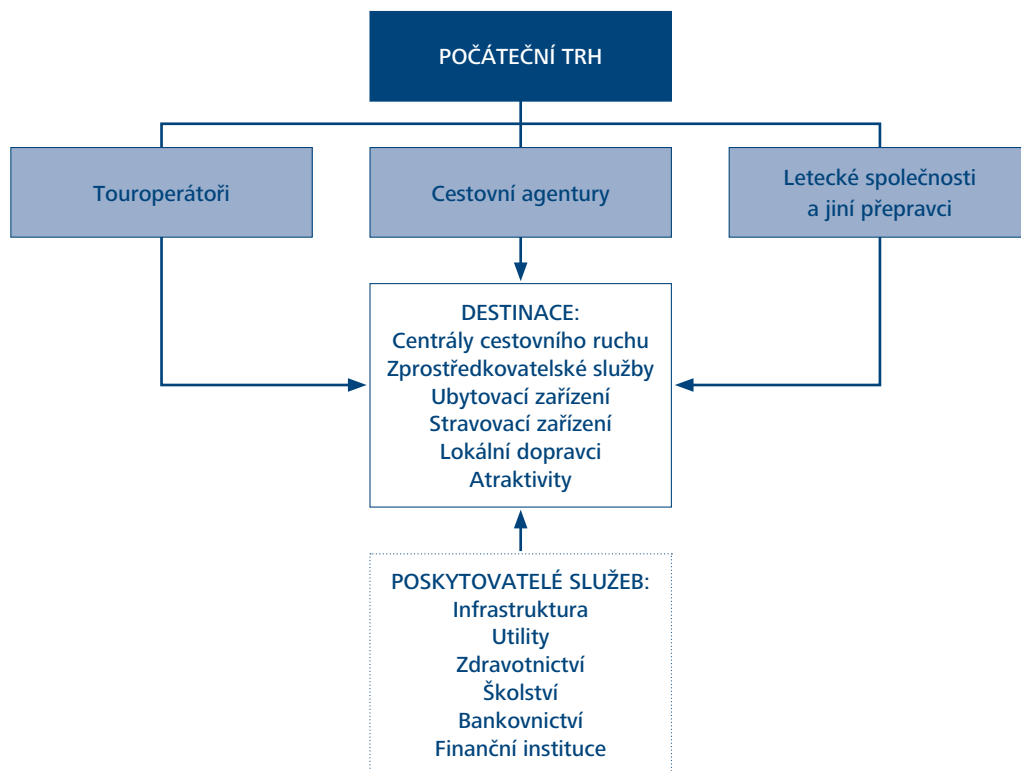 POČÁTEČNÍ TRH
Touroperátoři
Cestovní agentury
Letecké společnosti
a jiní přepravci
DESTINACE:
Centrály cestovního ruchu
Zprostředkovatelské služby
Ubytovací zařízení
Stravovací zařízení
Lokální dopravci
Atraktivity
POSKYTOVATELÉ SLUŽEB:
Infrastruktura
Utility
Zdravotnictví
Školství
Bankovnictví
Finanční instituce